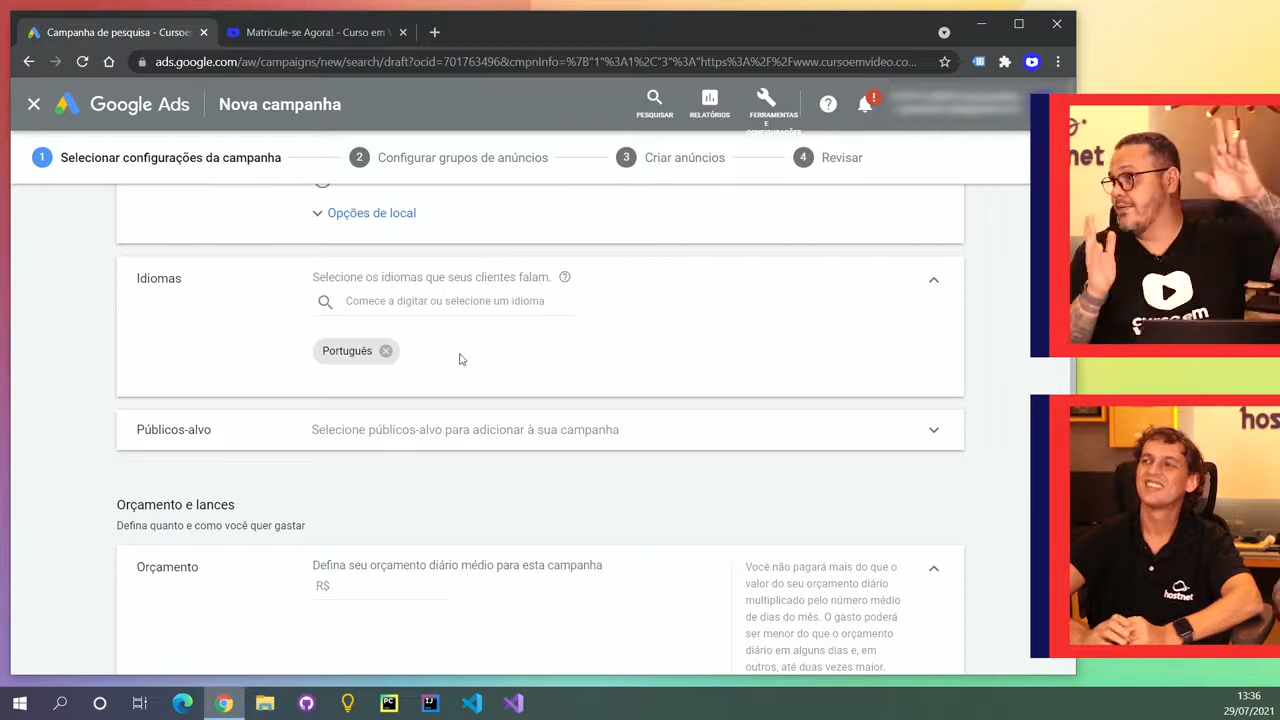 Campanha de pesquisa - Cursoe
Matricule-se Agora! - Curso em V
ads.google.com/aw/campaigns/new/search/draft?ocid=701763496&cmpnInfo=%7B"1"%3A1%2C"3"%3A"https%3A%2F%2Fwww.cursoemvideo.co...
Google Ads
Nova campanha
PESQUISAR
RELATÓRIOS
FERRAMENTAS
E
CONFIGURAÇÕES
1 Selecionar configurações da campanha
2 Configurar grupos de anúncios
3 Criar anúncios
4 Revisar
Opções de local
Idiomas
Selecione os idiomas que seus clientes falam.
Comece a digitar ou selecione um idioma
Português
Públicos-alvo
Selecione públicos-alvo para adicionar à sua campanha
Orçamento e lances
Defina quanto e como você quer gastar
Orçamento
Defina seu orçamento diário médio para esta campanha
R$
Você não pagará mais do que o
valor do seu orçamento diário
multiplicado pelo número médio
de dias do mês. O gasto poderá
ser menor do que o orçamento
diário em alguns dias e, em
outros, até duas vezes maior.
net
curso em
hos
hostnet
PC
IJ
13:36
29/07/2021